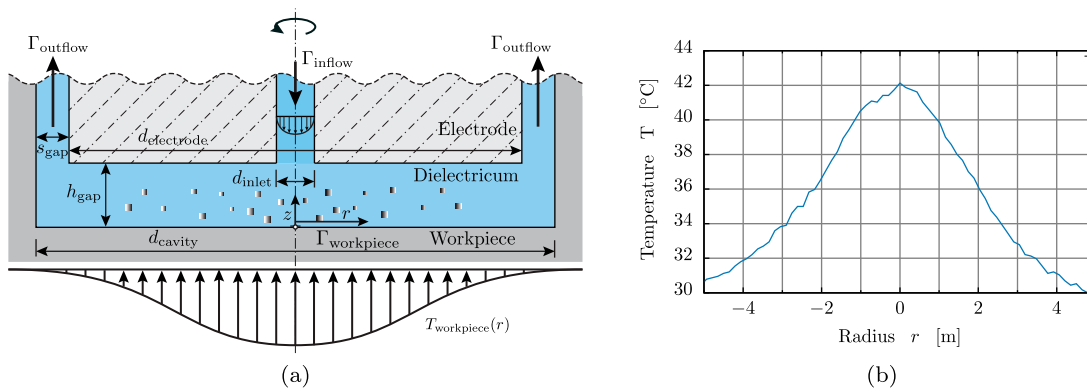 Γoutflow
Γinflow
Γoutflow
Electrode
delectrode
sgap
dinlet
Dielectricum
hgap
z
r
dcavity
Γworkpiece
Workpiece
Tworkpiece(r)
(a)
44
42
40
38
36
34
32
30
Temperature T [°C]
−4
−2
0
2
4
Radius r [m]
(b)